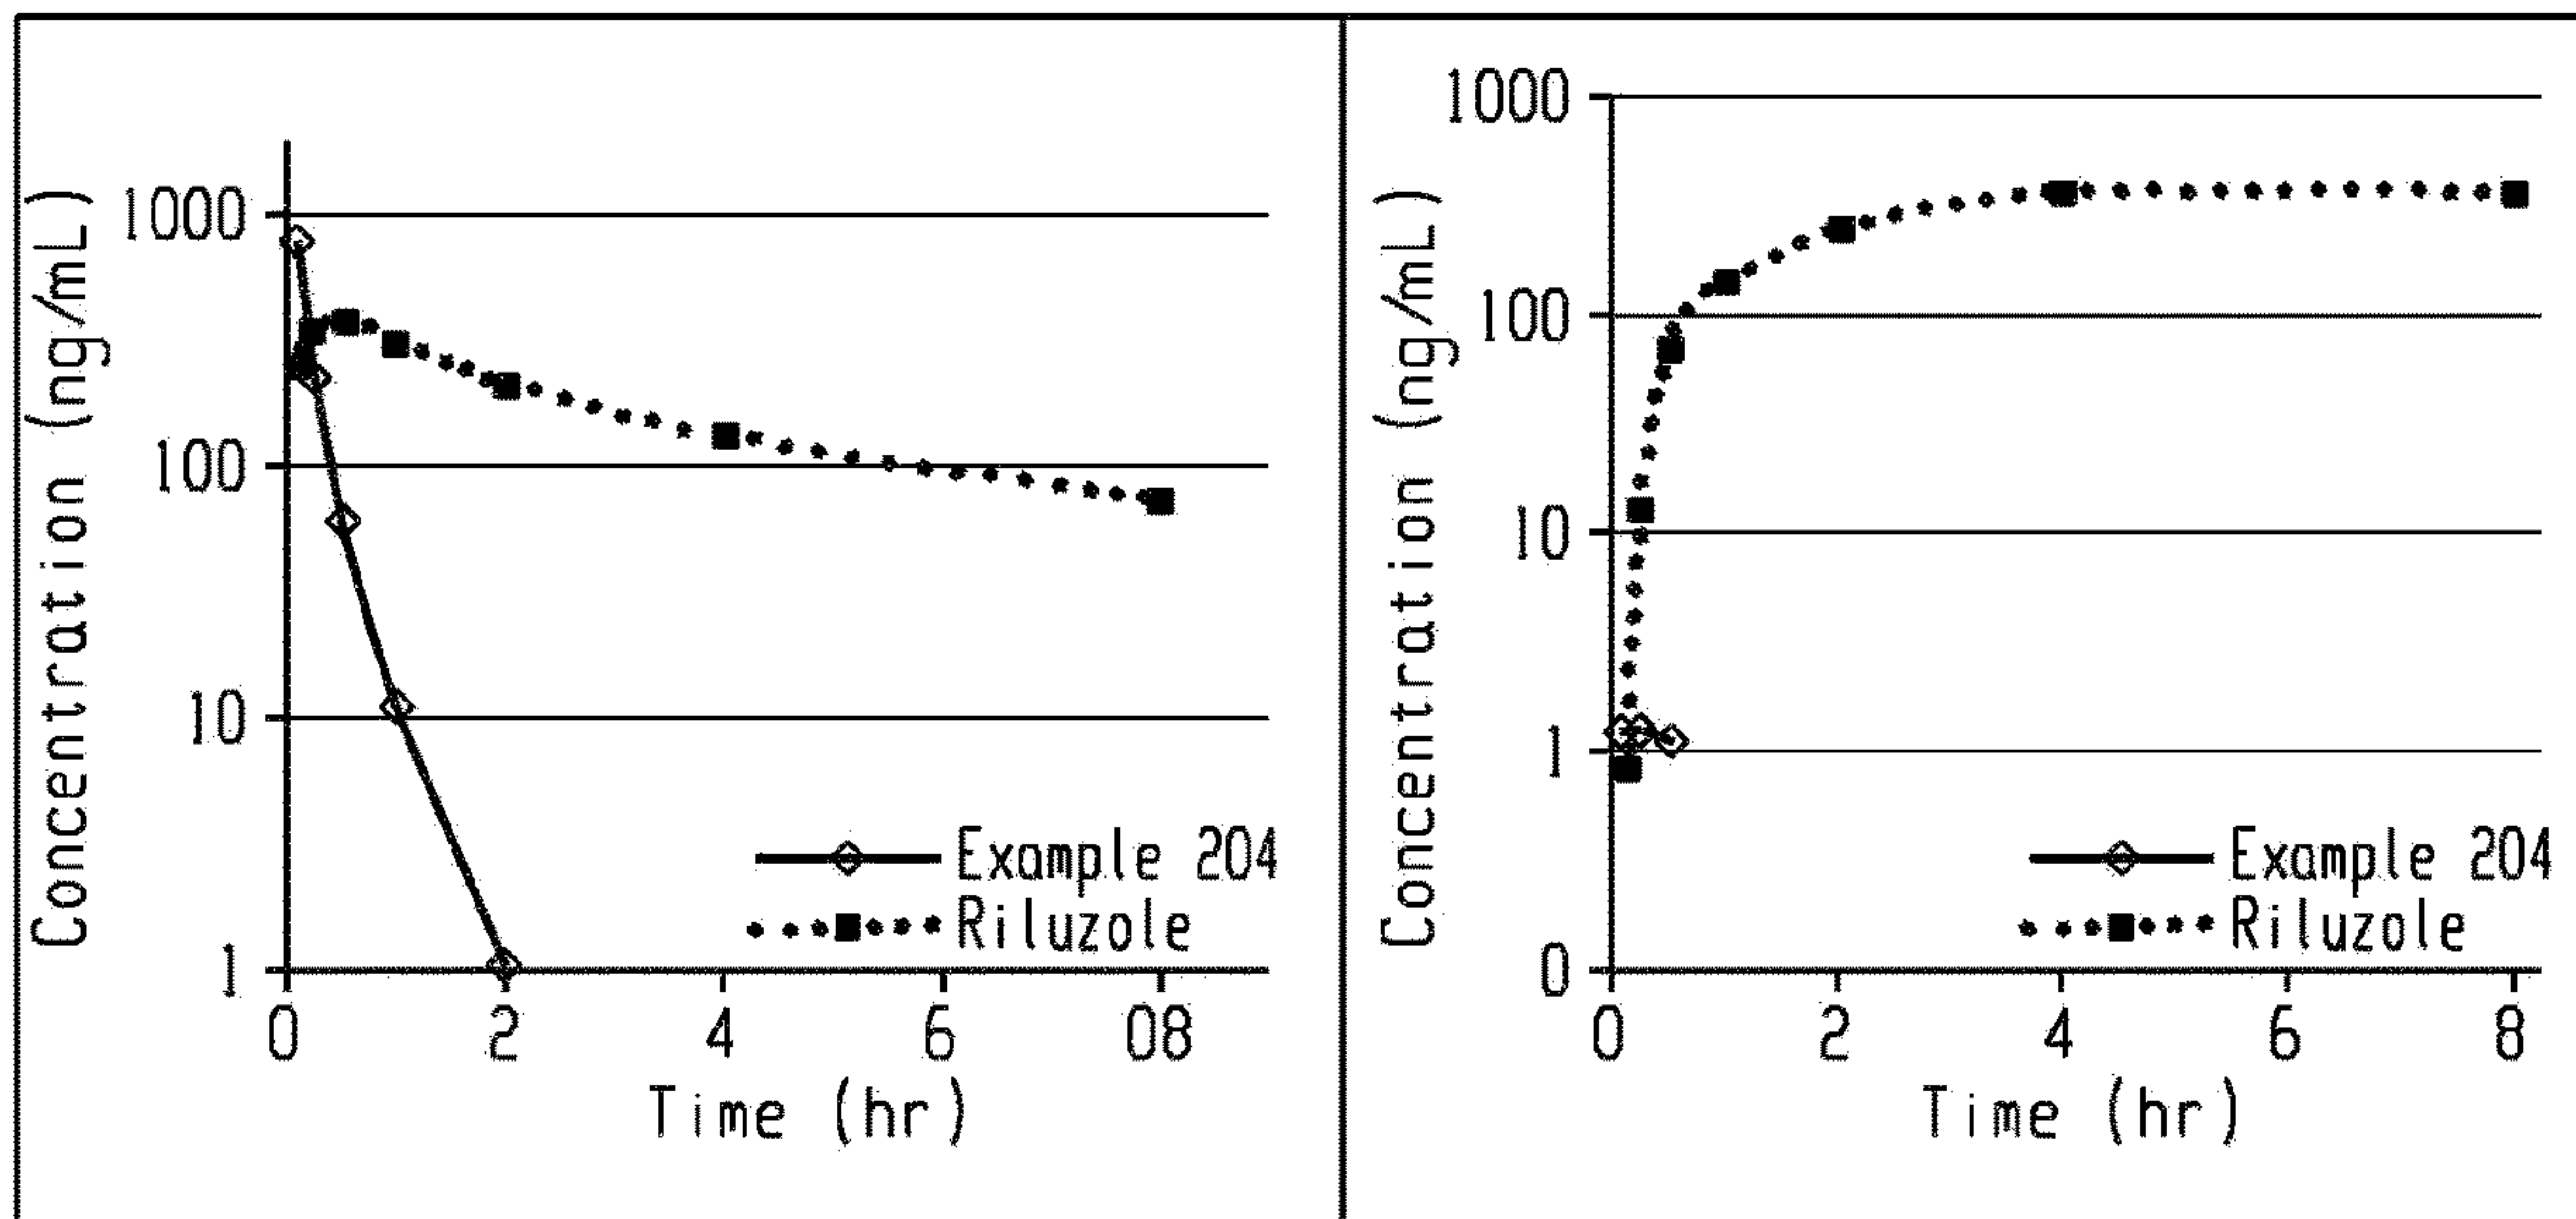 Concentration (ng/mL)
1000
100
10
1
0 2 4 6 08
Time (hr)
Example 204
Riluzole
Concentration (ng/mL)
1000
100
10
1
0
0 2 4 6 8
Time (hr)
Example 204
Riluzole